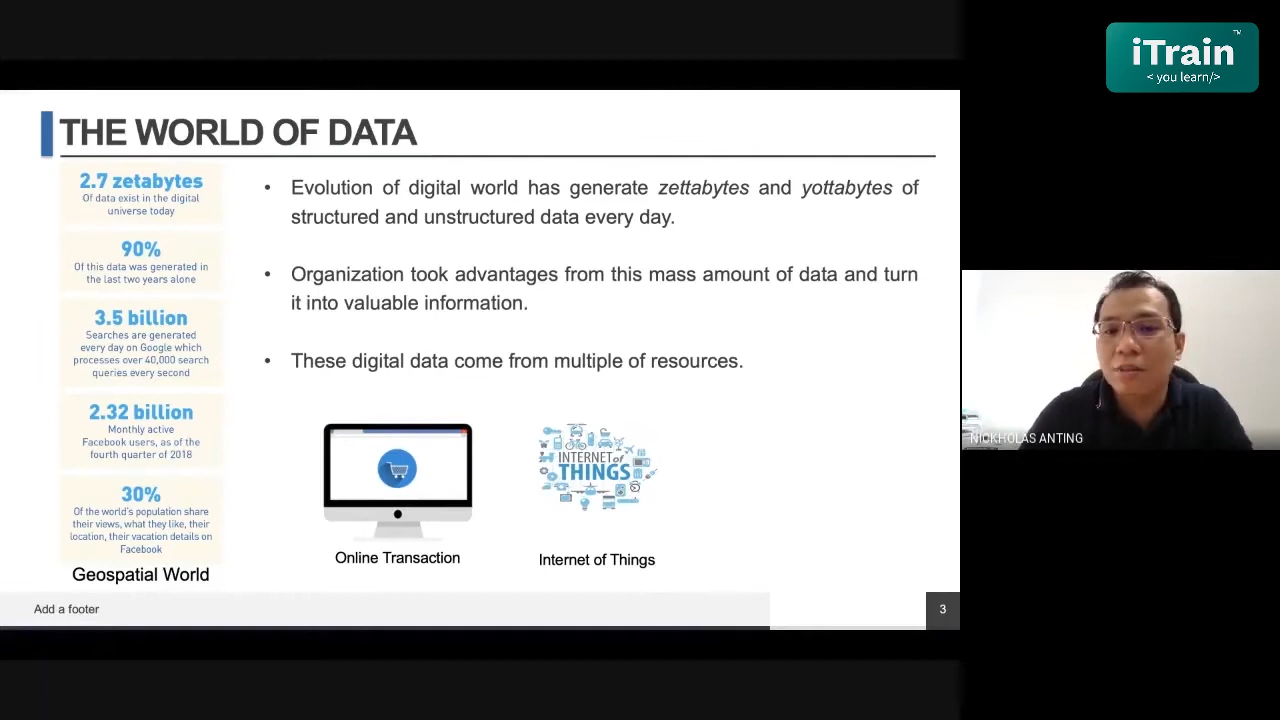 iTrain™
< you learn/>
THE WORLD OF DATA
2.7 zetabytes
Of data exist in the digital
universe today
90%
Of this data was generated in
the last two years alone
3.5 billion
Searches are generated
every day on Google which
processes over 40,000 search
queries every second
2.32 billion
Monthly active
Facebook users, as of the
fourth quarter of 2018
30%
Of the world's population share
their views, what they like, their
location, their vacation details on
Facebook
Geospatial World
• Evolution of digital world has generate zettabytes and yottabytes of
structured and unstructured data every day.
• Organization took advantages from this mass amount of data and turn
it into valuable information.
• These digital data come from multiple of resources.
Online Transaction
INTERNET of
THINGS
Internet of Things
Add a footer
3
NICKHOLAS ANTING